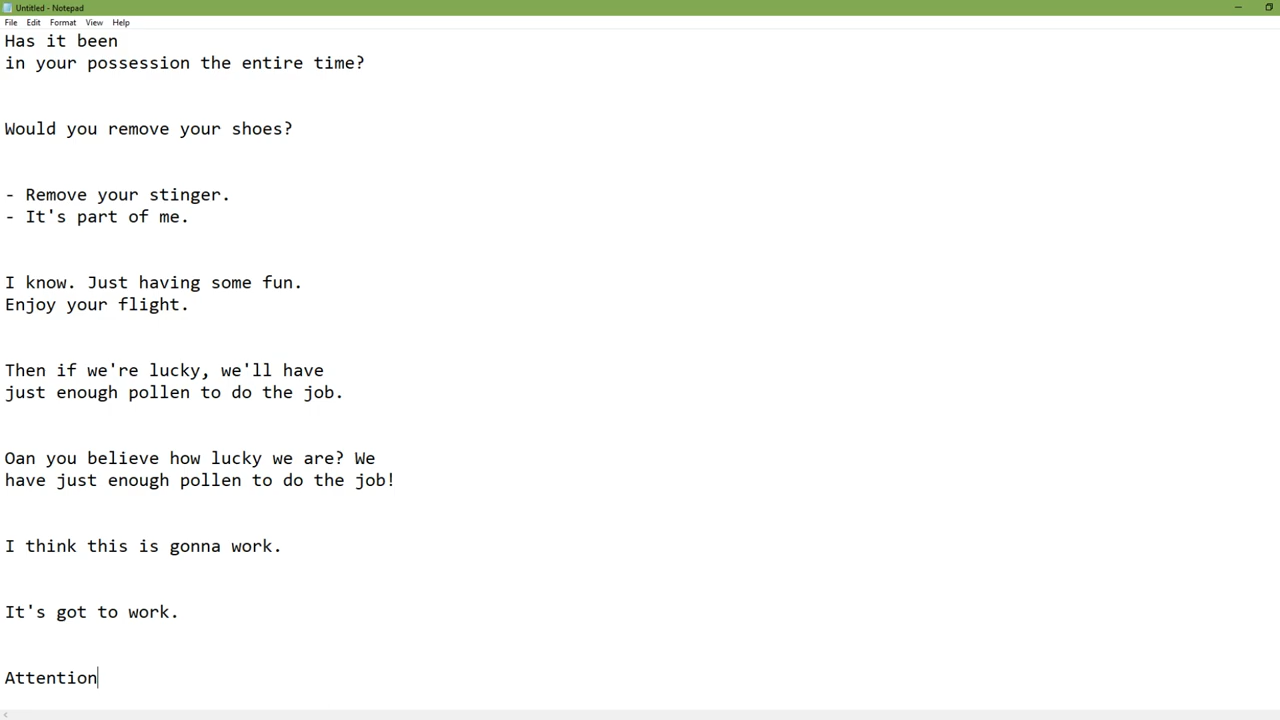 Untitled - Notepad
File Edit Format View Help
Has it been
in your possession the entire time?
Would you remove your shoes?
- Remove your stinger.
- It's part of me.
I know. Just having some fun.
Enjoy your flight.
Then if we're lucky, we'll have
just enough pollen to do the job.
Oan you believe how lucky we are? We
have just enough pollen to do the job!
I think this is gonna work.
It's got to work.
Attention